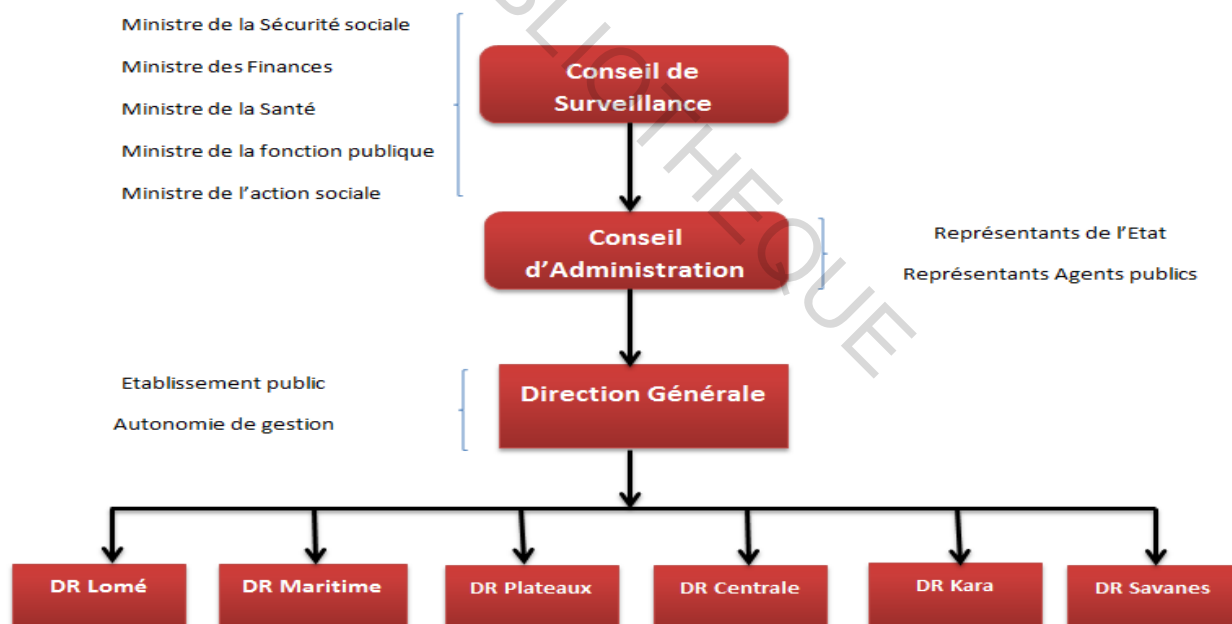 Ministre de la Sécurité sociale
Ministre des Finances
Ministre de la Santé
Ministre de la fonction publique
Ministre de l'action sociale
Conseil de
Surveillance
Conseil
d'Administration
Représentants de l'Etat
Représentants Agents publics
Etablissement public
Autonomie de gestion
Direction Générale
DR Lomé
DR Maritime
DR Plateaux
DR Centrale
DR Kara
DR Savanes
BLIOTHEQUE